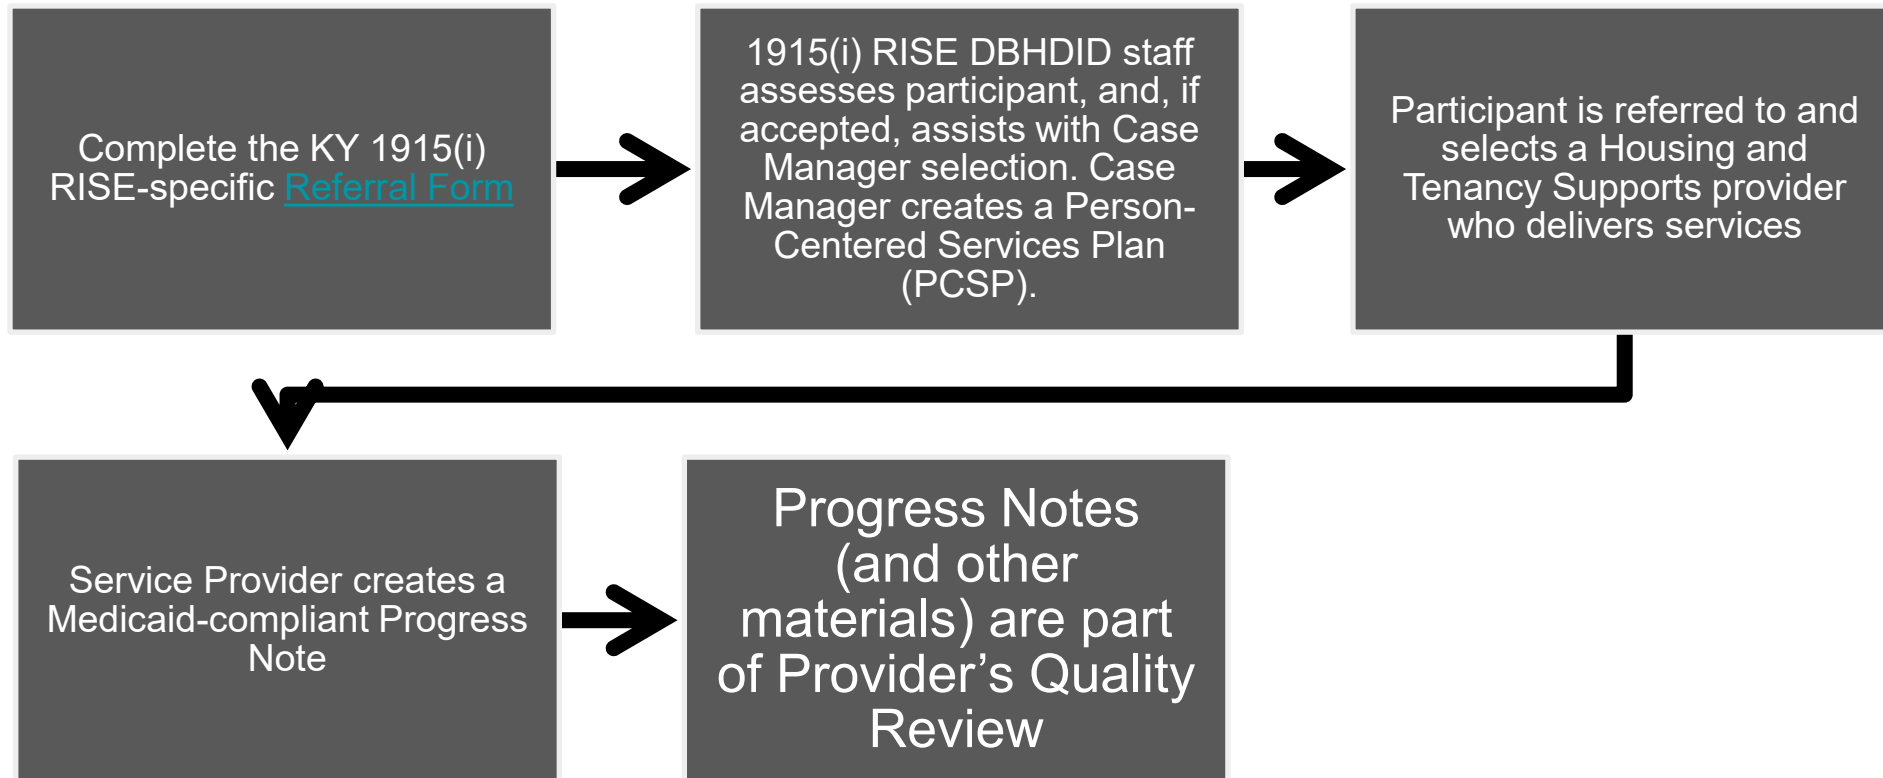 Complete the KY 1915(i)
RISE-specific Referral Form
1915(i) RISE DBHDID staff
assesses participant, and, if
accepted, assists with Case
Manager selection. Case
Manager creates a Person-
Centered Services Plan
(PCSP).
Participant is referred to and
selects a Housing and
Tenancy Supports provider
who delivers services
Service Provider creates a
Medicaid-compliant Progress
Note
Progress Notes
(and other
materials) are part
of Provider’s Quality
Review